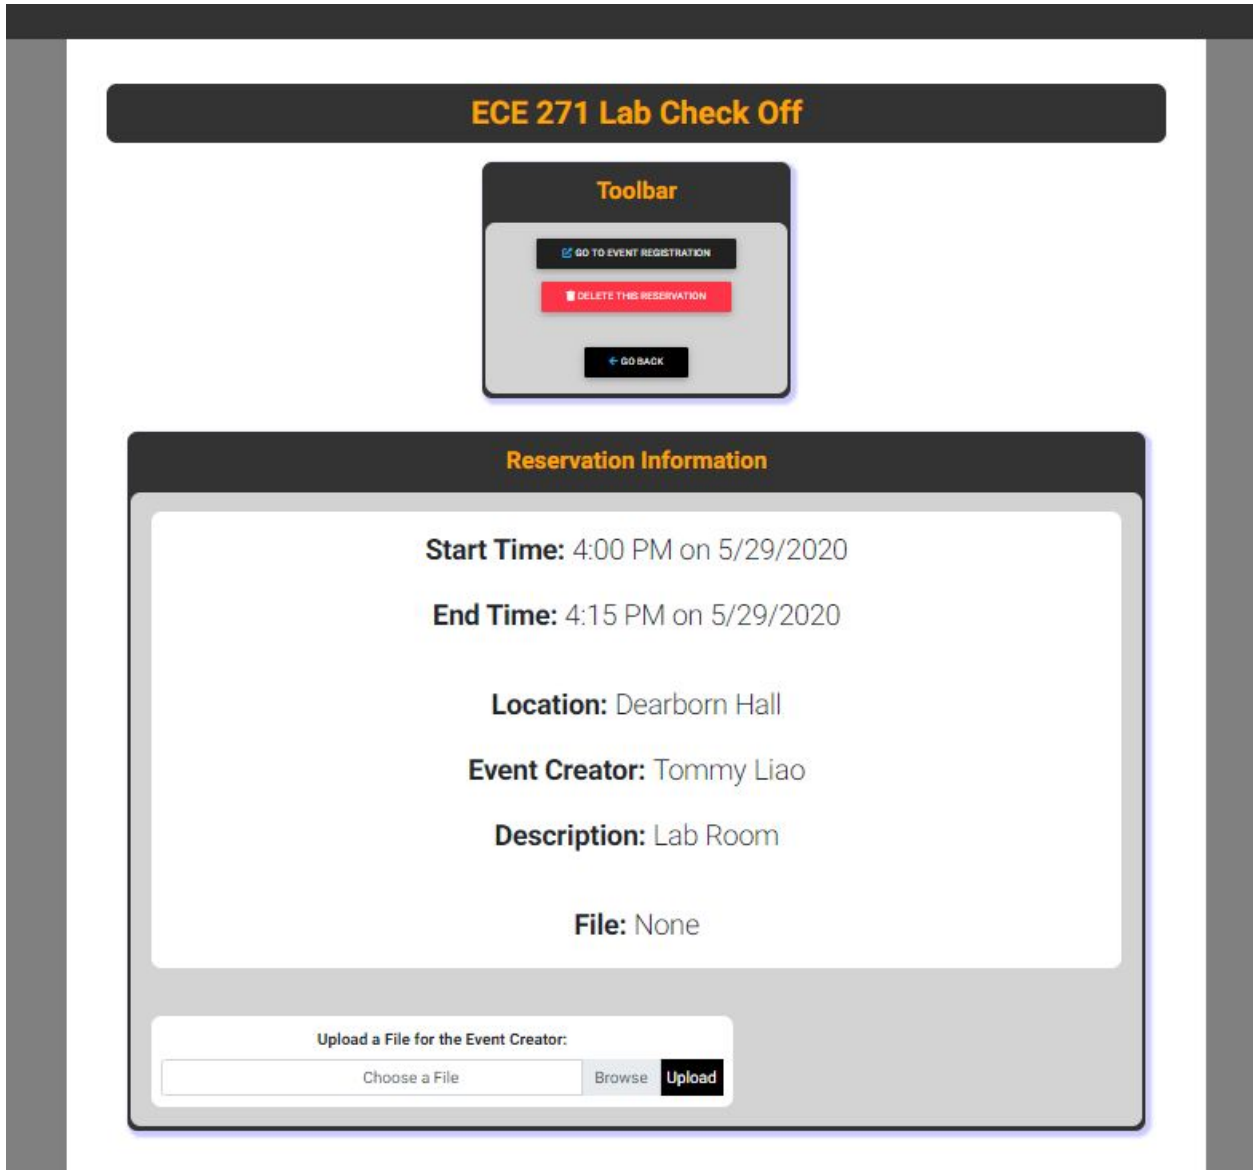 ECE 271 Lab Check Off
Toolbar
GO TO EVENT REGISTRATION
DELETE THIS RESERVATION
GO BACK
Reservation Information
Start Time: 4:00 PM on 5/29/2020
End Time: 4:15 PM on 5/29/2020
Location: Dearborn Hall
Event Creator: Tommy Liao
Description: Lab Room
File: None
Upload a File for the Event Creator:
Choose a File Browse Upload